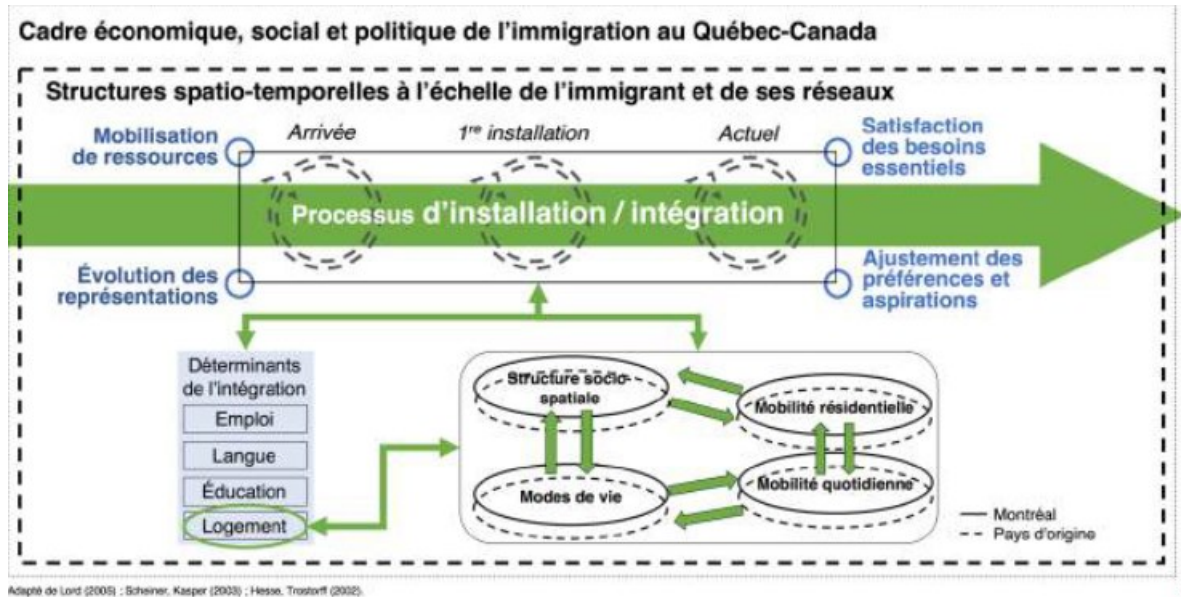 Cadre économique, social et politique de l'immigration au Québec-Canada
Structures spatio-temporelles à l'échelle de l'immigrant et de ses réseaux
Mobilisation
de ressources
Arrivée
1re installation
Actuel
Satisfaction
des besoins
essentiels
Processus d'installation / intégration
Évolution des
représentations
Ajustement des
préférences et
aspirations
Déterminants
de l'intégration
Emploi
Langue
Éducation
Logement
Structure socio-
spatiale
Mobilité résidentielle
Modes de vie
Mobilité quotidienne
Montréal
Pays d'origine
Adapté de Lord (2005) ; Scheiner, Kasper (2003) ; Hesse, Trostorff (2002).